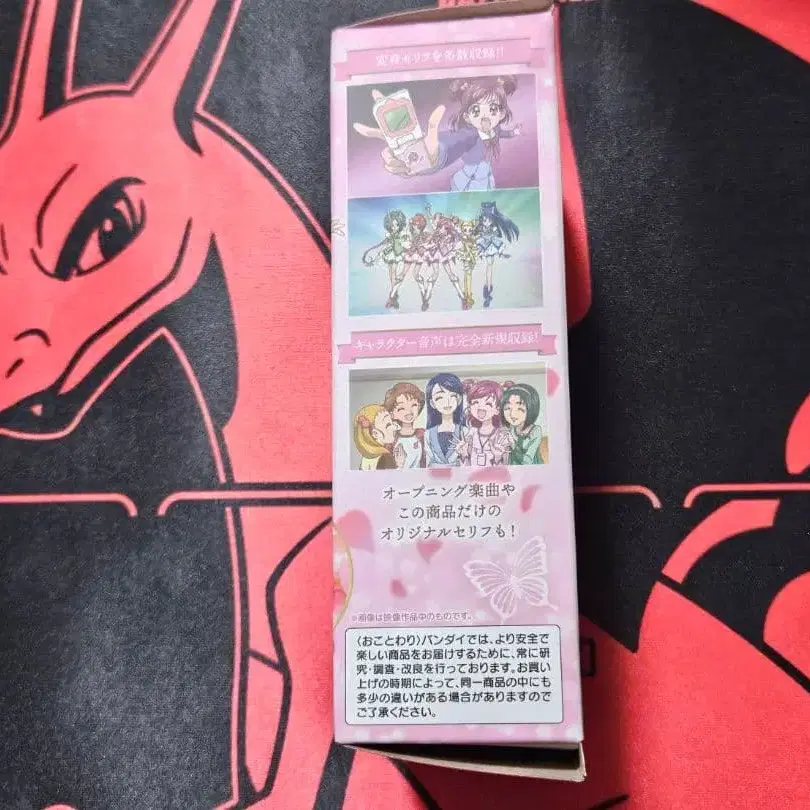 変身セリフを多数収録!!
キャラクター音声は完全新規収録!
オープニング楽曲や
この商品だけの
オリジナルセリフも!
※画像は映像作品中のものです。
〈おことわり〉バンダイでは、より安全で
楽しい商品をお届けするために、常に研
究・調査・改良を行っております。お買い
上げの時期によって、同一商品の中にも
多少の違いがある場合がありますので
ご了承ください。